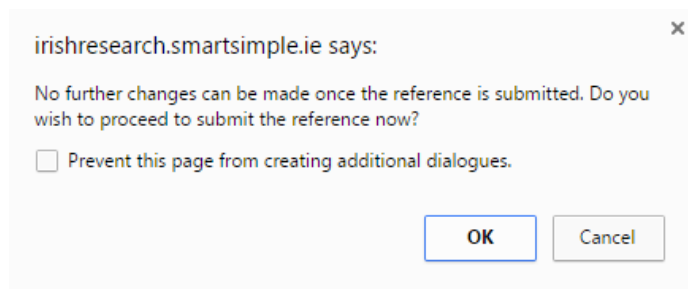 irishresearch.smartsimple.ie says:
No further changes can be made once the reference is submitted. Do you
wish to proceed to submit the reference now?
Prevent this page from creating additional dialogues.
OK Cancel